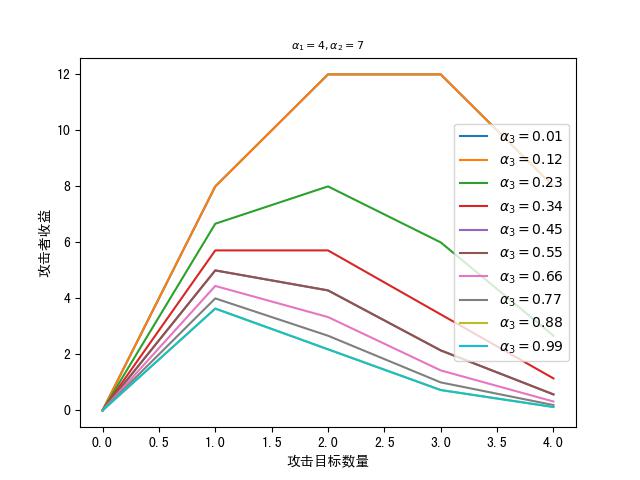 α₁ = 4, α₂ = 7
攻击者收益
12
10
8
6
4
2
0
0.0 0.5 1.0 1.5 2.0 2.5 3.0 3.5 4.0
攻击目标数量
α₃ = 0.01
α₃ = 0.12
α₃ = 0.23
α₃ = 0.34
α₃ = 0.45
α₃ = 0.55
α₃ = 0.66
α₃ = 0.77
α₃ = 0.88
α₃ = 0.99